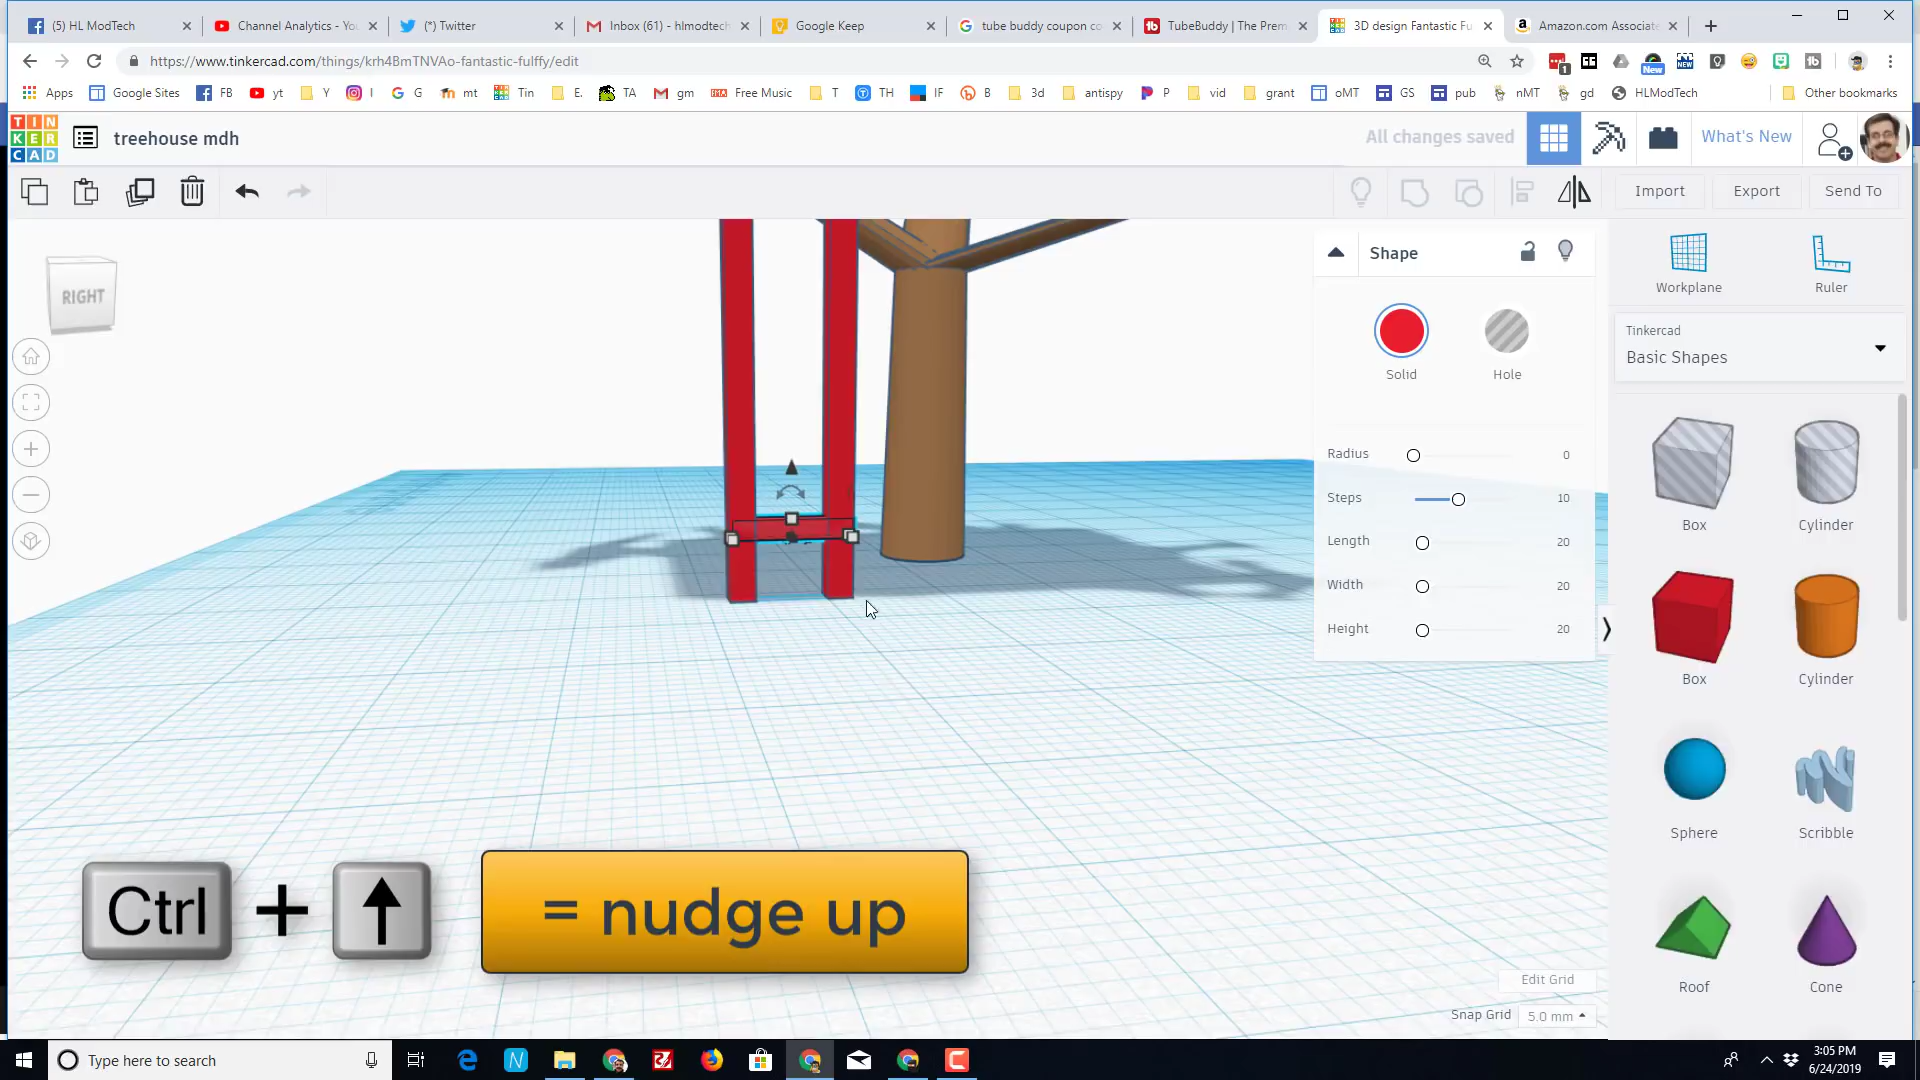 (5) HL ModTech
Channel Analytics - You
(*) Twitter
Inbox (61) - hlmodtech
Google Keep
tube buddy coupon co
TubeBuddy | The Prem
3D design Fantastic Fu
Amazon.com Associate
https://www.tinkercad.com/things/krh4BmTNVAo-fantastic-fulffy/edit
1
New
NEW
Apps
Google Sites
FB
yt
Y
I
G
mt
Tin
E.
TA
gm
Free Music
T
TH
IF
B
3d
antispy
P
vid
grant
oMT
GS
pub
nMT
gd
HLModTech
Other bookmarks
TIN
KER
CAD
treehouse mdh
All changes saved
What's New
Import
Export
Send To
RIGHT
Shape
Solid
Hole
Radius 0
Steps 10
Length 20
Width 20
Height 20
Workplane
Ruler
Tinkercad
Basic Shapes
Box
Cylinder
Box
Cylinder
Sphere
Scribble
Roof
Cone
Ctrl + ↑ = nudge up
Edit Grid
Snap Grid 5.0 mm
Type here to search
3:05 PM
6/24/2019